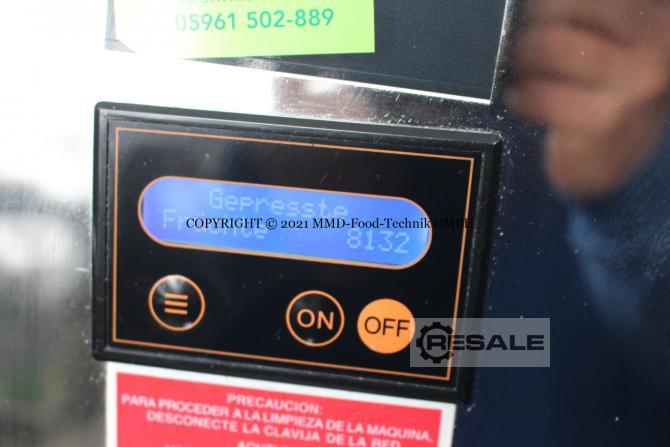 05961 502-889
Gepresste
COPYRIGHT © 2021 MMD-Food-Technik GMBH
Früchte 8132
ON
OFF
RESALE
PRECAUCION:
PARA PROCEDER A LA LIMPIEZA DE LA MAQUINA,
DESCONECTE LA CLAVIJA DE LA RED